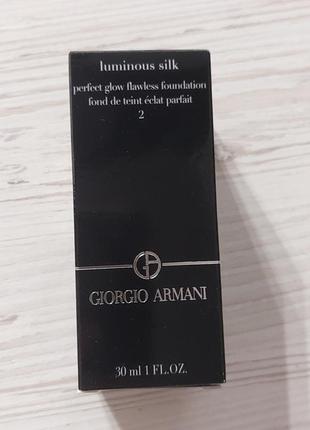 luminous silk
perfect glow flawless foundation
fond de teint éclat parfait
2
GIORGIO ARMANI
30 ml 1 FL.OZ.